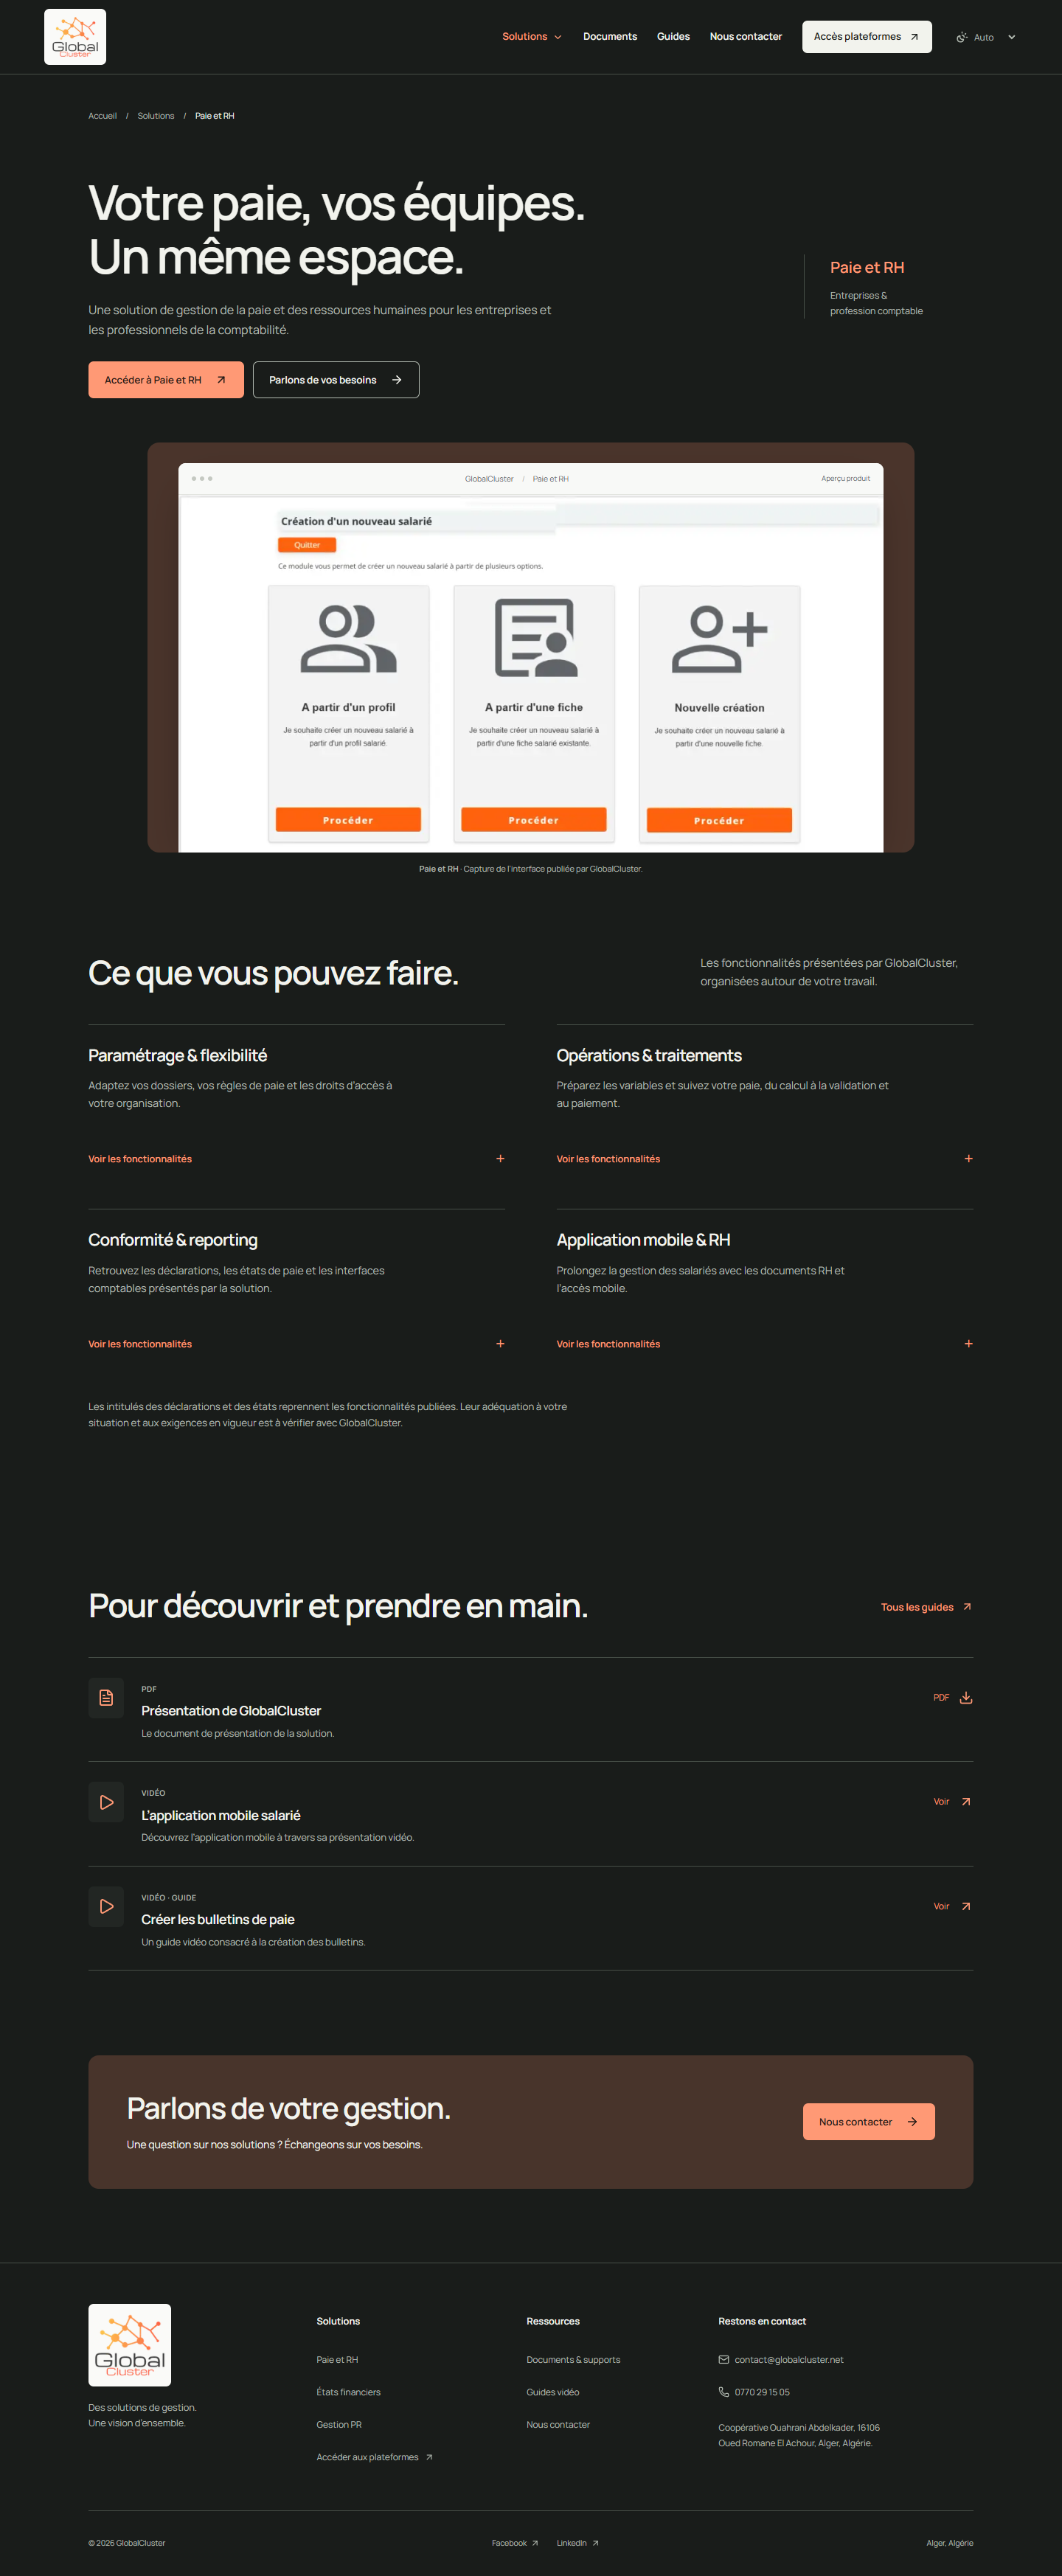 Global
Cluster
Solutions
Documents
Guides
Nous contacter
Accès plateformes
Auto
Accueil / Solutions / Paie et RH
Votre paie, vos équipes.
Un même espace.
Une solution de gestion de la paie et des ressources humaines pour les entreprises et
les professionnels de la comptabilité.
Paie et RH
Entreprises &
profession comptable
Accéder à Paie et RH
Parlons de vos besoins
GlobalCluster / Paie et RH
Aperçu produit
Création d'un nouveau salarié
Quitter
Ce module vous permet de créer un nouveau salarié à partir de plusieurs options.
A partir d'un profil
Je souhaite créer un nouveau salarié à
partir d'un profil salarié.
Procéder
A partir d'une fiche
Je souhaite créer un nouveau salarié à
partir d'une fiche salarié existante.
Procéder
Nouvelle création
Je souhaite créer un nouveau salarié à
partir d'une nouvelle fiche.
Procéder
Paie et RH · Capture de l'interface publiée par GlobalCluster.
Ce que vous pouvez faire.
Les fonctionnalités présentées par GlobalCluster,
organisées autour de votre travail.
Paramétrage & flexibilité
Adaptez vos dossiers, vos règles de paie et les droits d'accès à
votre organisation.
Voir les fonctionnalités +
Opérations & traitements
Préparez les variables et suivez votre paie, du calcul à la validation et
au paiement.
Voir les fonctionnalités +
Conformité & reporting
Retrouvez les déclarations, les états de paie et les interfaces
comptables présentés par la solution.
Voir les fonctionnalités +
Application mobile & RH
Prolongez la gestion des salariés avec les documents RH et
l'accès mobile.
Voir les fonctionnalités +
Les intitulés des déclarations et des états reprennent les fonctionnalités publiées. Leur adéquation à votre
situation et aux exigences en vigueur est à vérifier avec GlobalCluster.
Pour découvrir et prendre en main.
Tous les guides
PDF
Présentation de GlobalCluster
Le document de présentation de la solution.
PDF
VIDÉO
L'application mobile salarié
Découvrez l'application mobile à travers sa présentation vidéo.
Voir
VIDÉO · GUIDE
Créer les bulletins de paie
Un guide vidéo consacré à la création des bulletins.
Voir
Parlons de votre gestion.
Une question sur nos solutions ? Échangeons sur vos besoins.
Nous contacter
Global
Cluster
Des solutions de gestion.
Une vision d'ensemble.
Solutions
Paie et RH
États financiers
Gestion PR
Accéder aux plateformes
Ressources
Documents & supports
Guides vidéo
Nous contacter
Restons en contact
contact@globalcluster.net
0770 29 15 05
Coopérative Ouahrani Abdelkader, 16106
Oued Romane El Achour, Alger, Algérie.
© 2026 GlobalCluster
Facebook
LinkedIn
Alger, Algérie